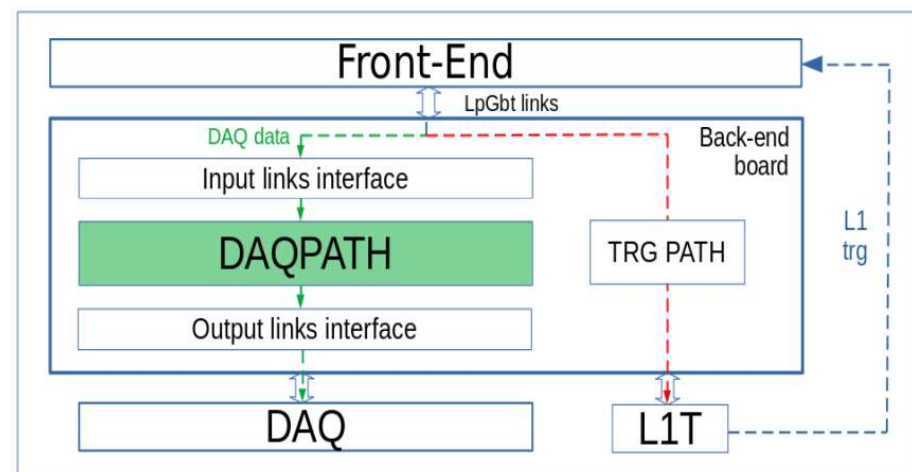 Front-End
LpGbt links
DAQ data
Back-end
board
Input links interface
DAQPATH
TRG PATH
L1
trg
Output links interface
DAQ
L1T